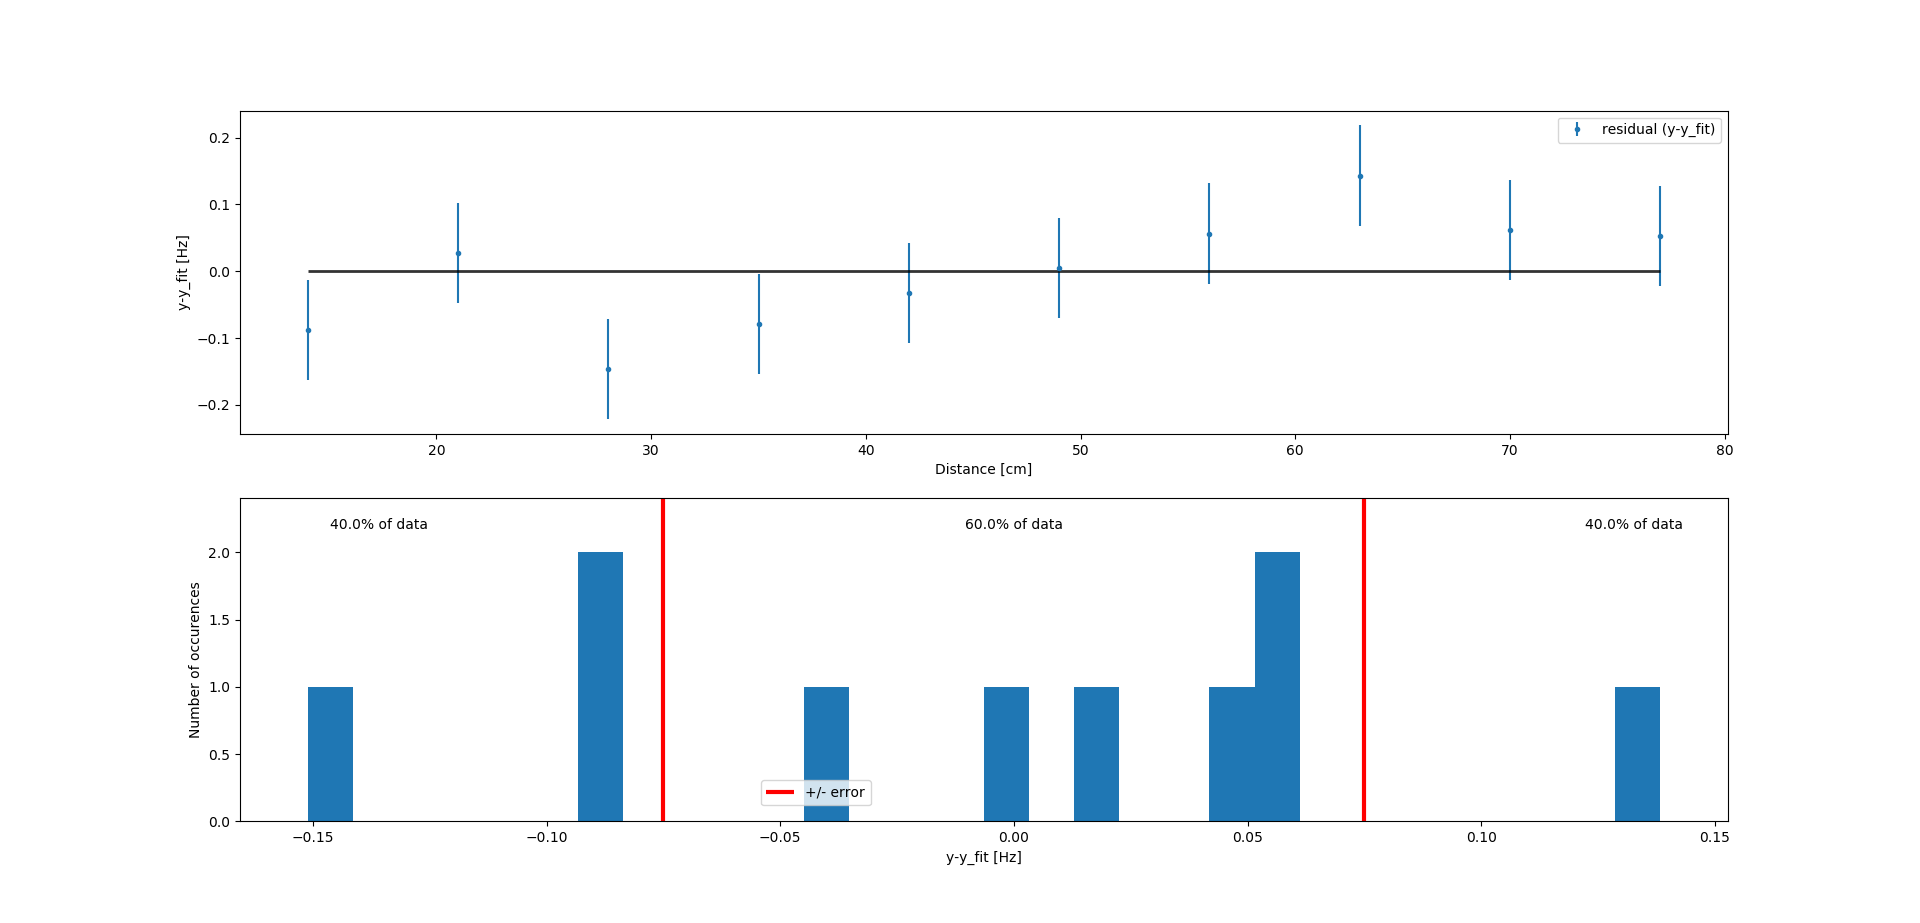 residual (y-y_fit)
y-y_fit [Hz]
0.2
0.1
0.0
−0.1
−0.2
20 30 40 50 60 70 80
Distance [cm]
40.0% of data 60.0% of data 40.0% of data
Number of occurences
2.0
1.5
1.0
0.5
0.0
+/- error
−0.15 −0.10 −0.05 0.00 0.05 0.10 0.15
y-y_fit [Hz]